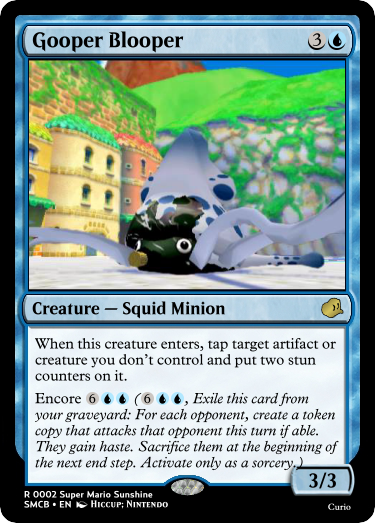 Gooper Blooper 3
Creature — Squid Minion
When this creature enters, tap target artifact or
creature you don't control and put two stun
counters on it.
Encore 6 (6, Exile this card from
your graveyard: For each opponent, create a token
copy that attacks that opponent this turn if able.
They gain haste. Sacrifice them at the beginning of
the next end step. Activate only as a sorcery.)
3/3
R 0002 Super Mario Sunshine
SMCB • EN Hiccup; Nintendo
Curio